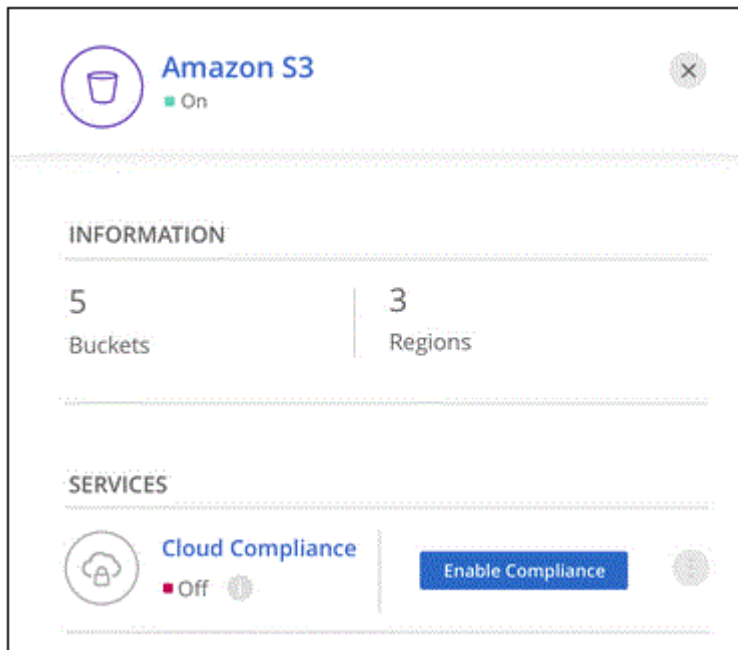 Amazon S3
On
INFORMATION
5
Buckets
3
Regions
SERVICES
Cloud Compliance
Off
Enable Compliance